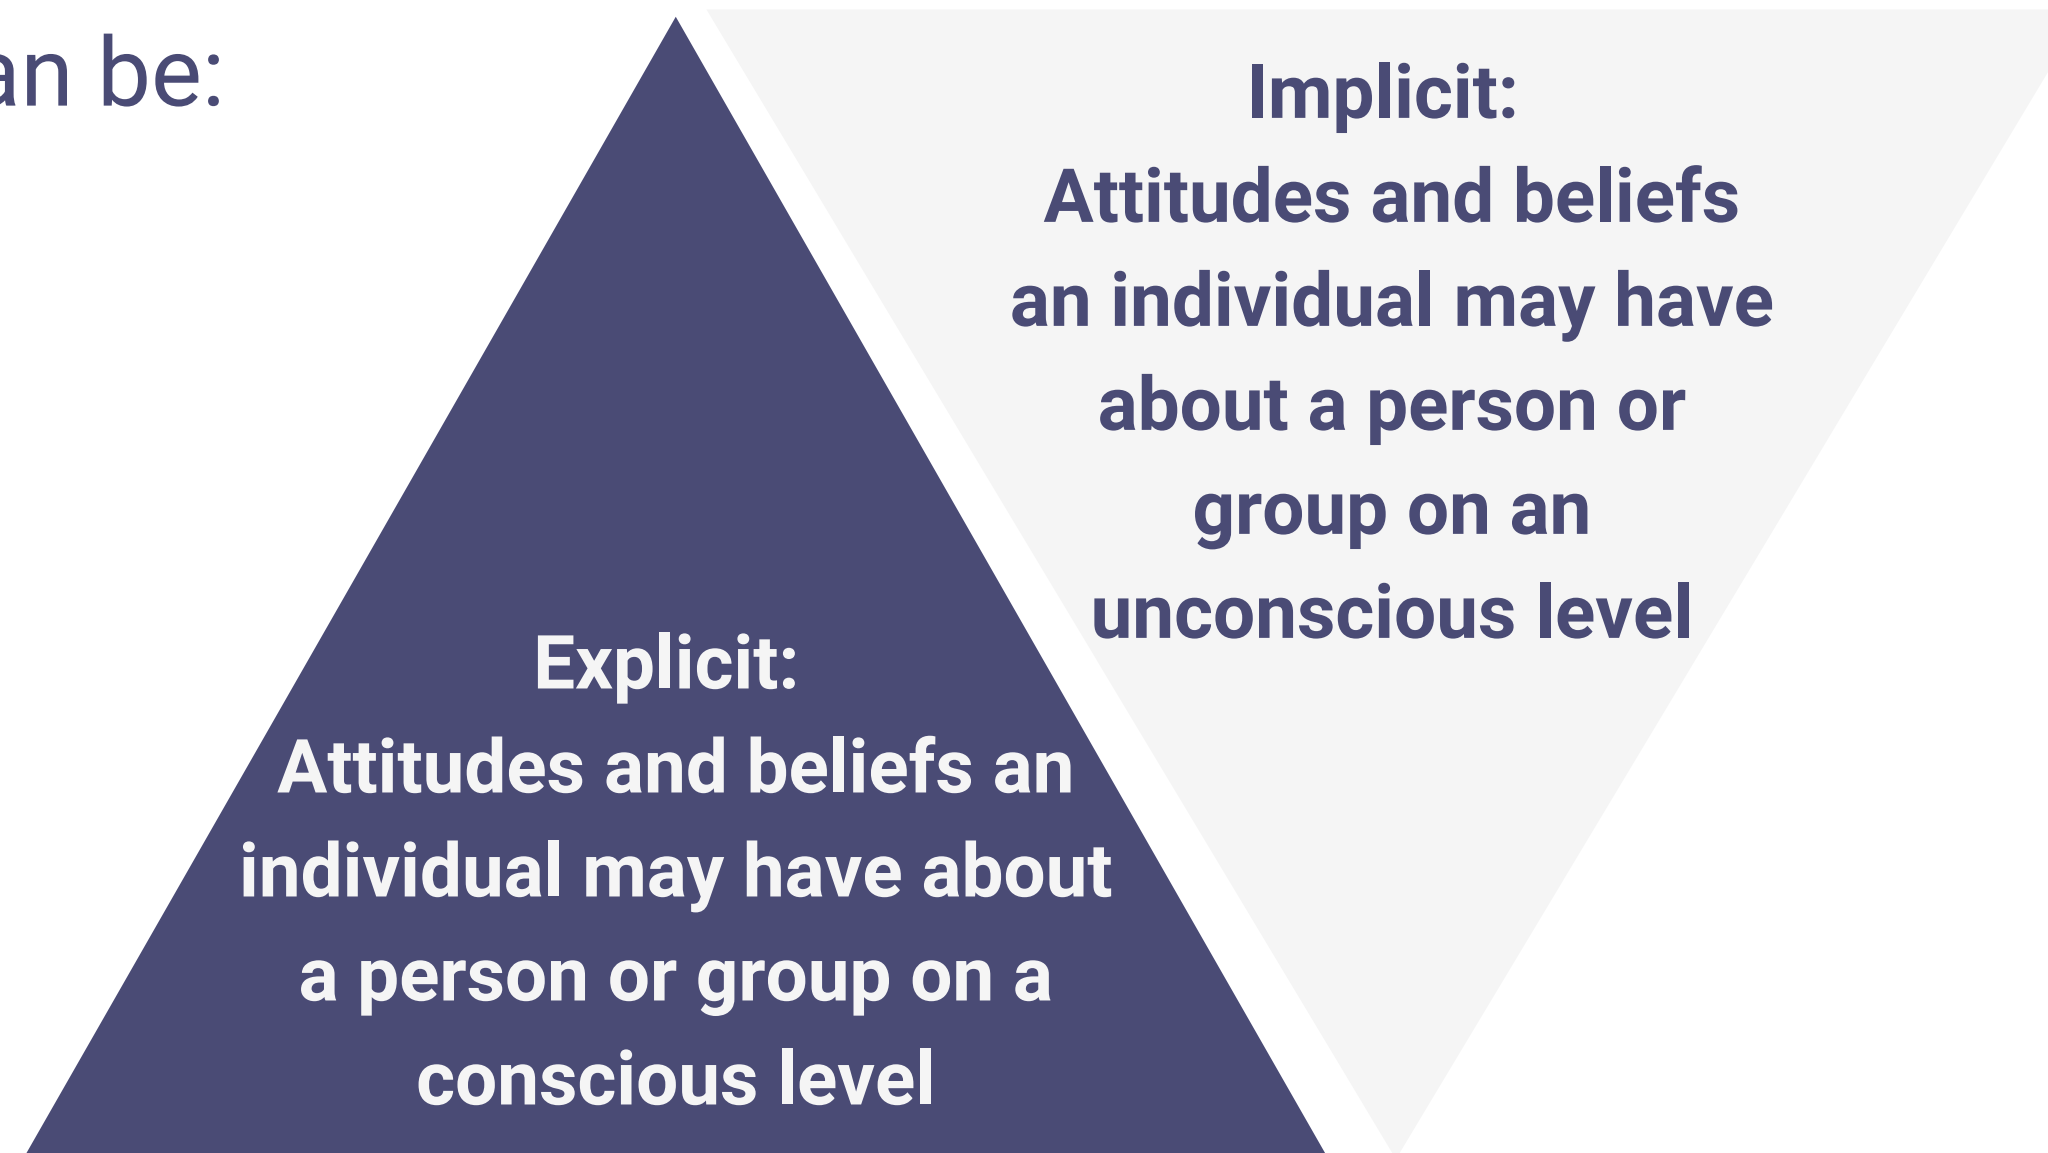 an be:
Implicit:
Attitudes and beliefs
an individual may have
about a person or
group on an
unconscious level
Explicit:
Attitudes and beliefs an
individual may have about
a person or group on a
conscious level